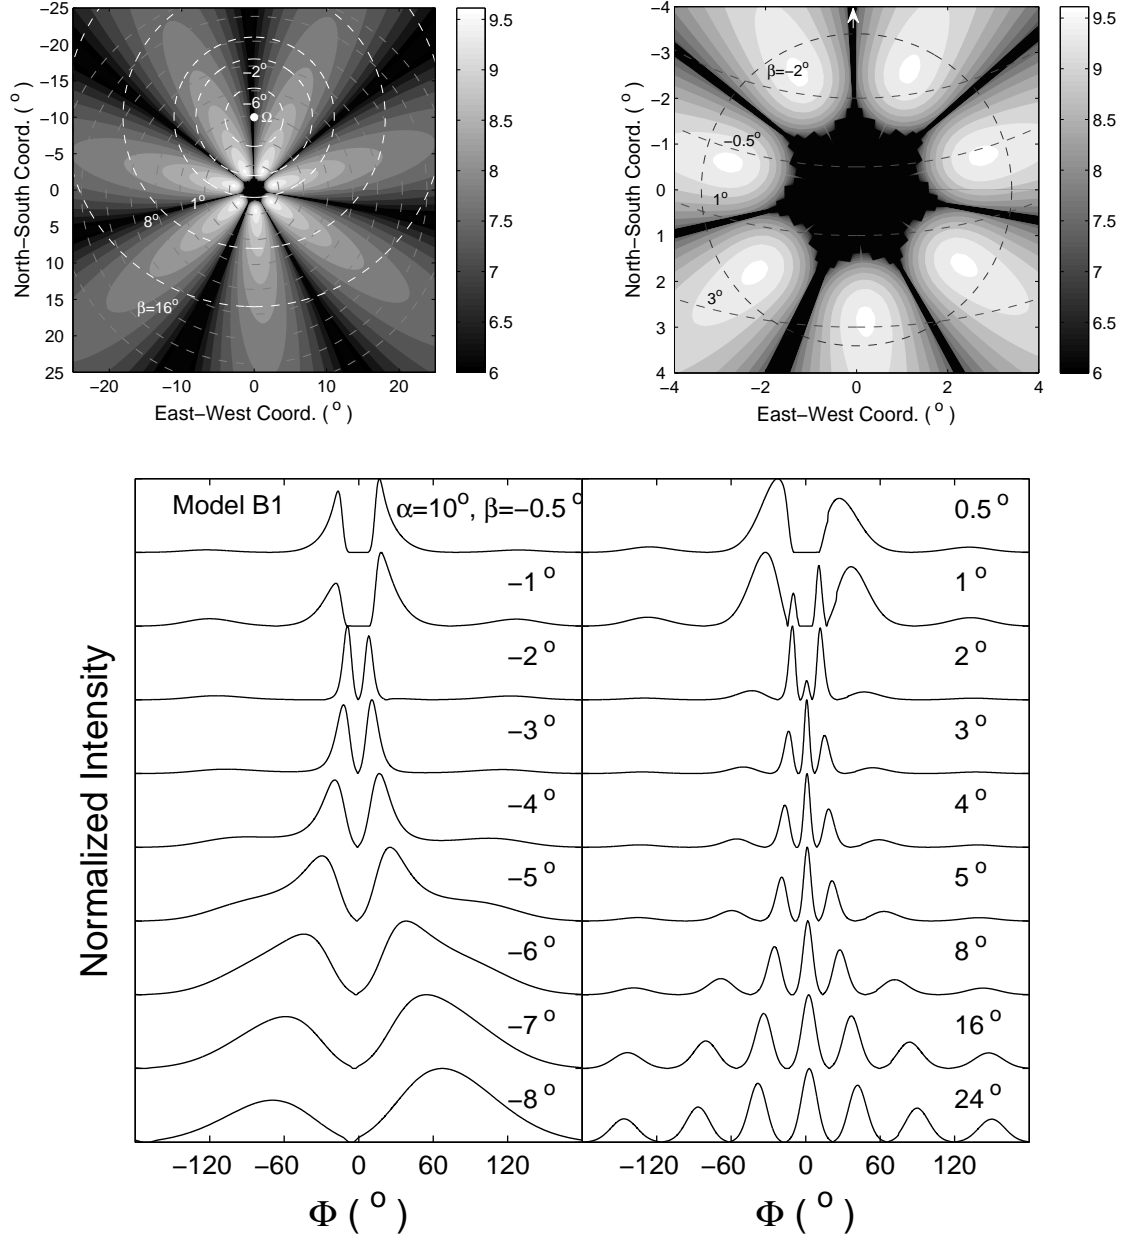 −25
−20
−15
−10
−5
0
5
10
15
20
25
North−South Coord. ( o )
−20
−10
0
10
20
East−West Coord. ( o )
−2o
−6o
Ω
1o
8o
β=16o
9.5
9
8.5
8
7.5
7
6.5
6
−4
−3
−2
−1
0
1
2
3
4
North−South Coord. ( o )
−4
−2
0
2
4
East−West Coord. ( o )
β=−2o
−0.5o
1o
3o
9.5
9
8.5
8
7.5
7
6.5
6
Normalized Intensity
Model B1
α=10o, β=−0.5o
−1o
−2o
−3o
−4o
−5o
−6o
−7o
−8o
0.5o
1o
2o
3o
4o
5o
8o
16o
24o
−120
−60
0
60
120
−120
−60
0
60
120
Φ ( o )
Φ ( o )